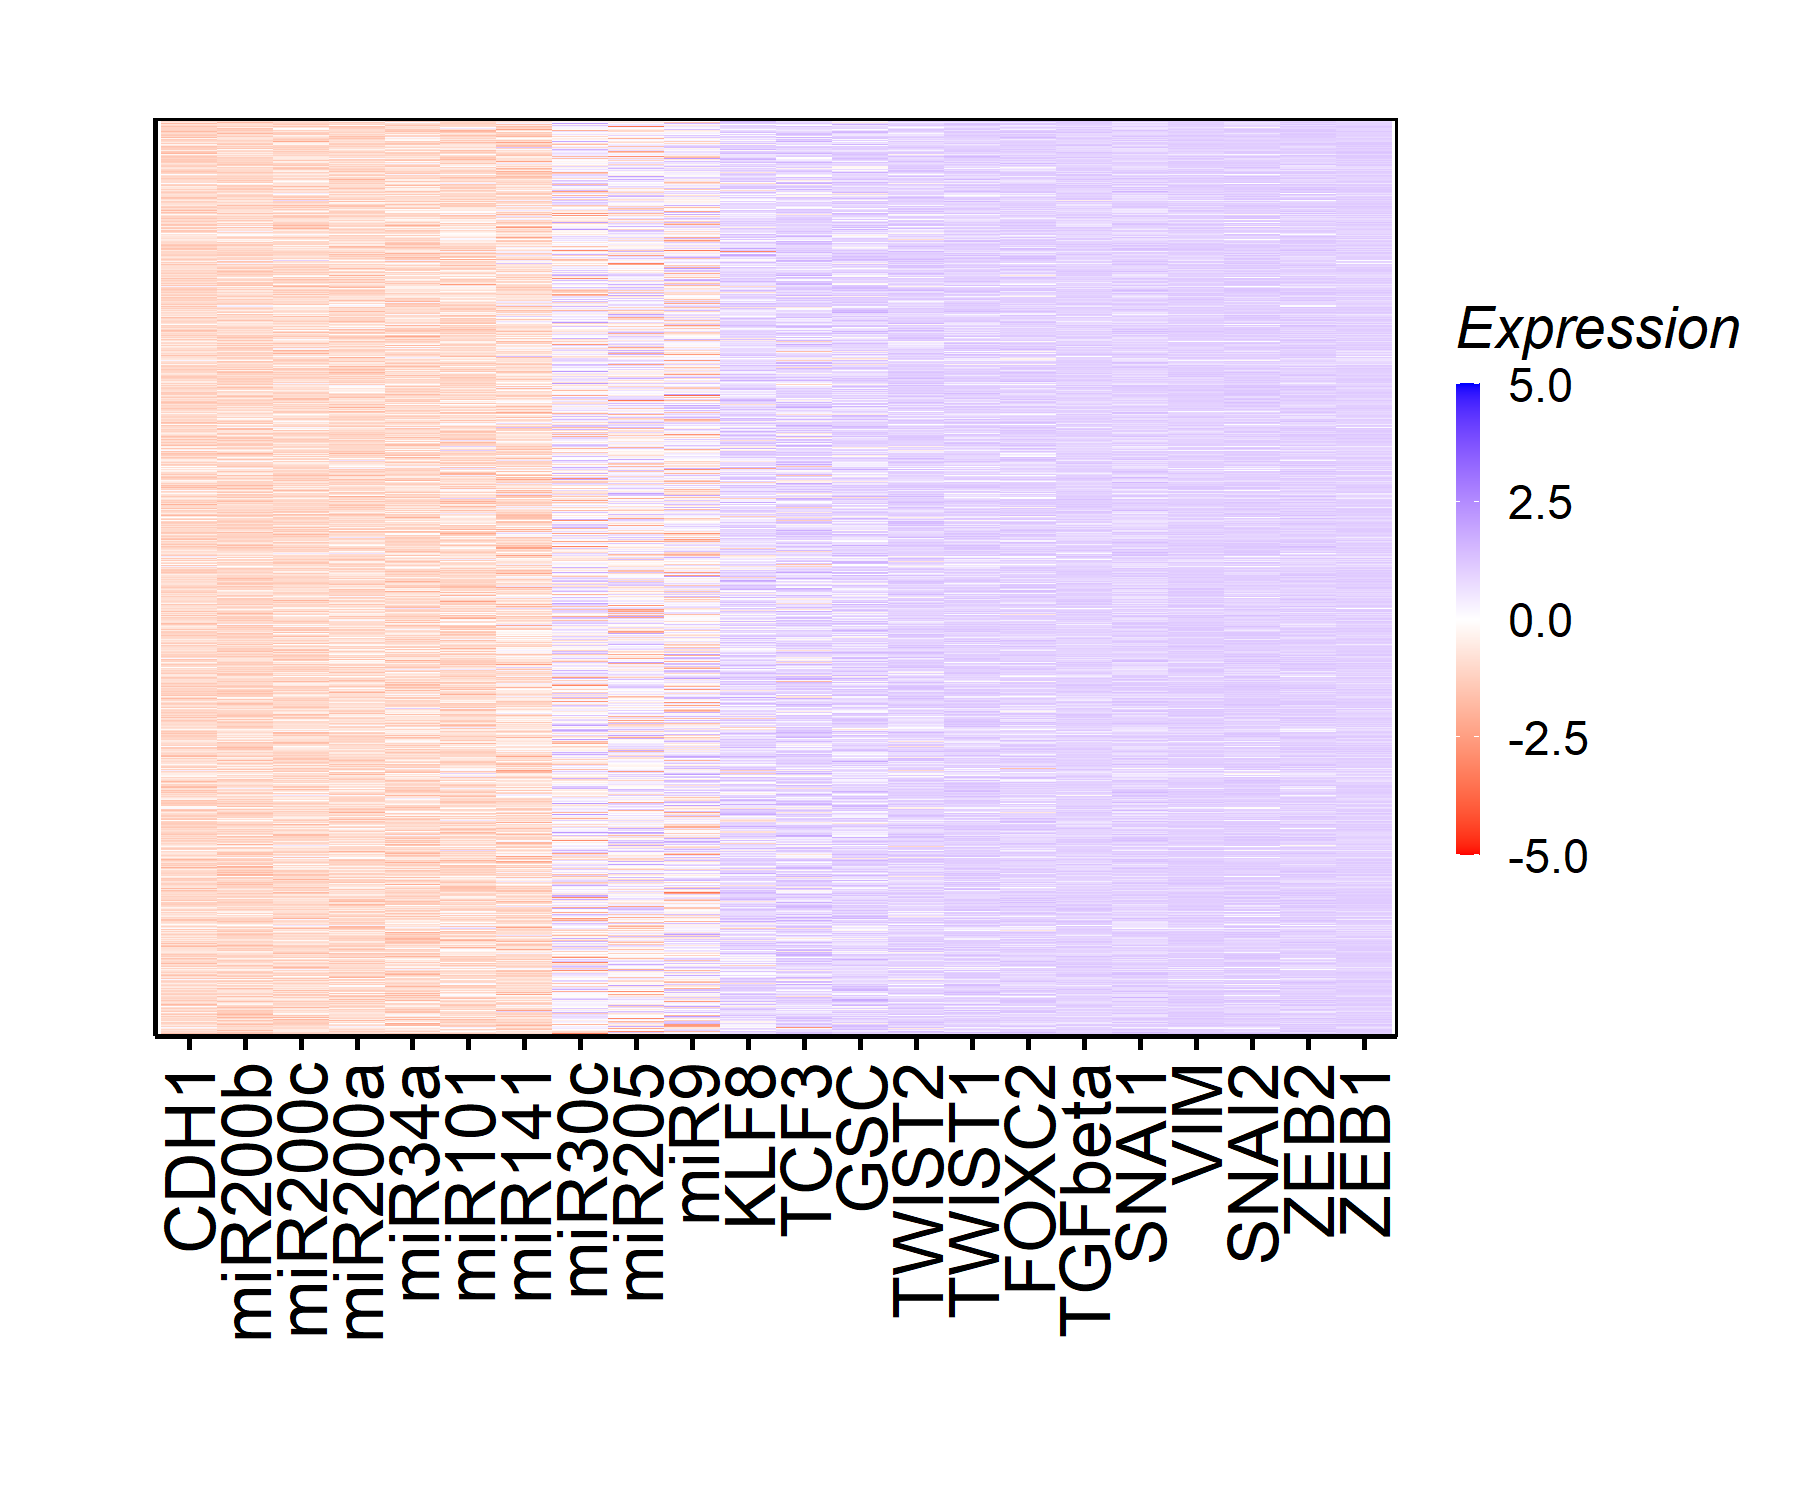 Expression
5.0
2.5
0.0
-2.5
-5.0
CDH1
miR200b
miR200c
miR200a
miR34a
miR101
miR141
miR30c
miR205
miR9
KLF8
TCF3
GSC
TWIST2
TWIST1
FOXC2
TGFbeta
SNAI1
VIM
SNAI2
ZEB2
ZEB1